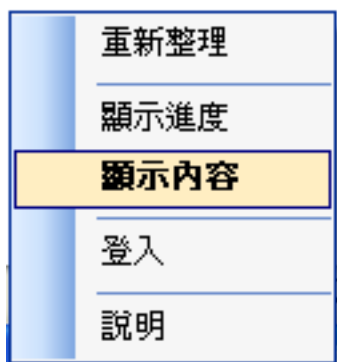 重新整理
顯示進度
顯示內容
登入
說明